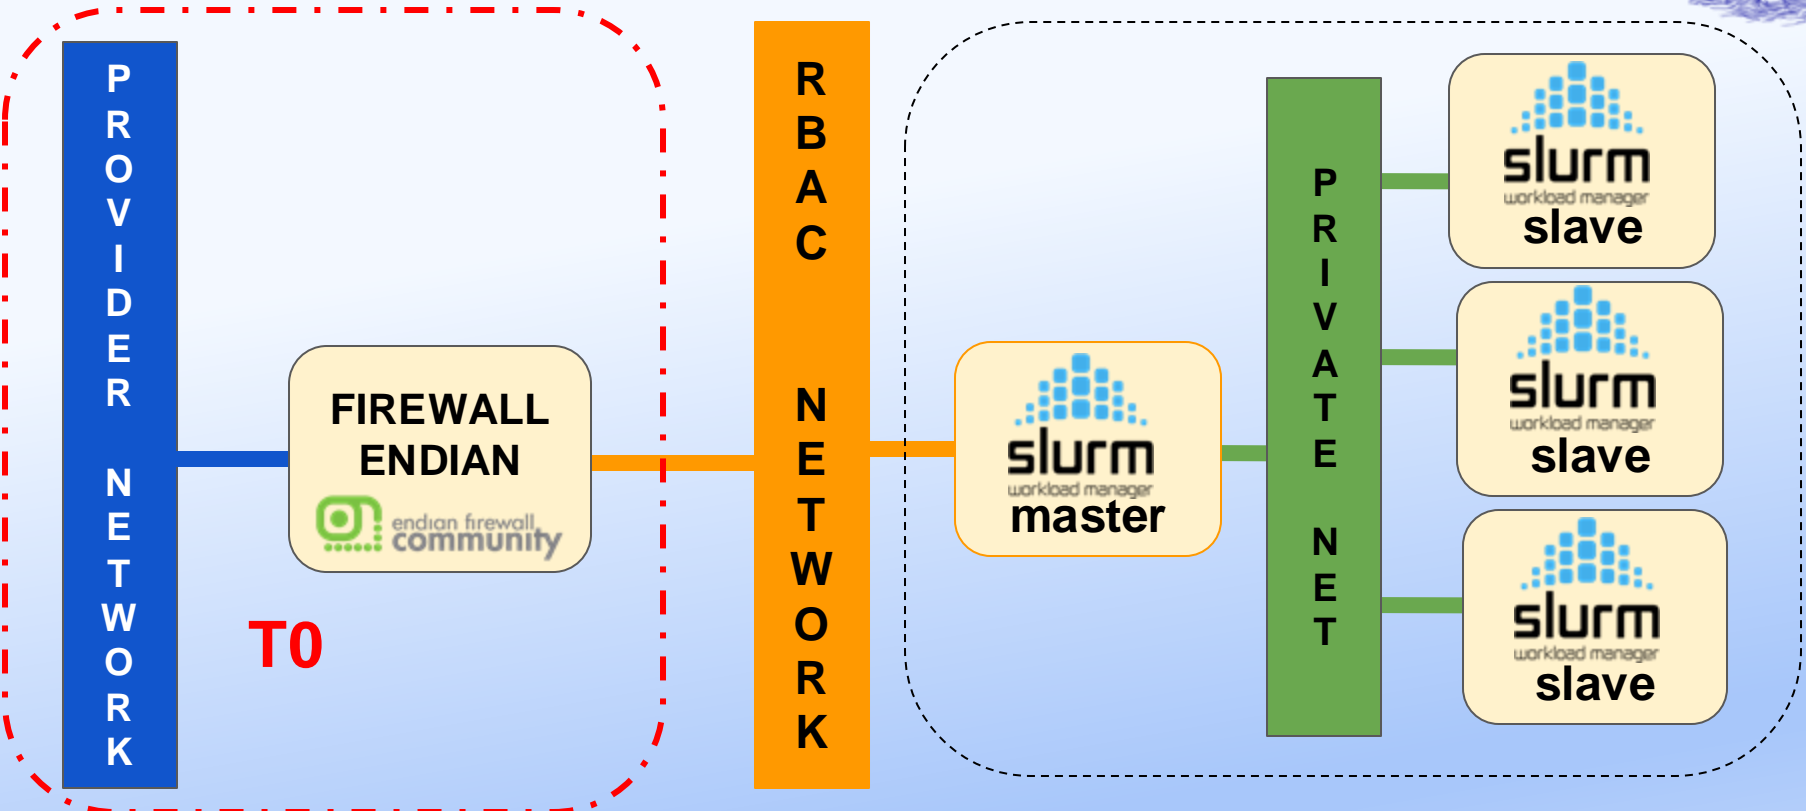 PROVIDER NETWORK
FIREWALL
ENDIAN
endian firewall
community
T0
RBAC NETWORK
slurm
workload manager
master
PRIVATE NET
slurm
workload manager
slave
slurm
workload manager
slave
slurm
workload manager
slave